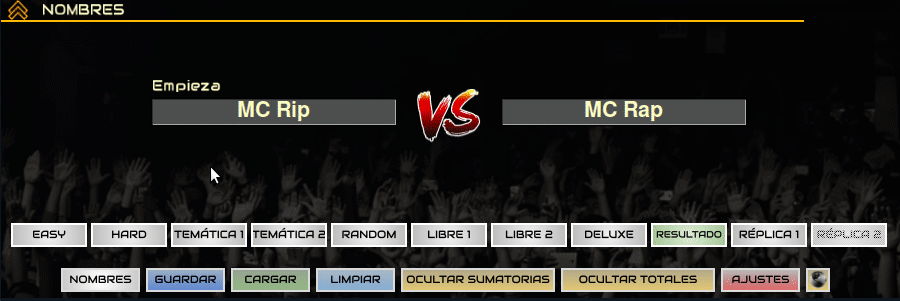 NOMBRES
Empieza
MC Rip VS MC Rap
EASY HARD TEMÁTICA 1 TEMÁTICA 2 RANDOM LIBRE 1 LIBRE 2 DELUXE RESULTADO RÉPLICA 1 RÉPLICA 2
NOMBRES GUARDAR CARGAR LIMPIAR OCULTAR SUMATORIAS OCULTAR TOTALES AJUSTES